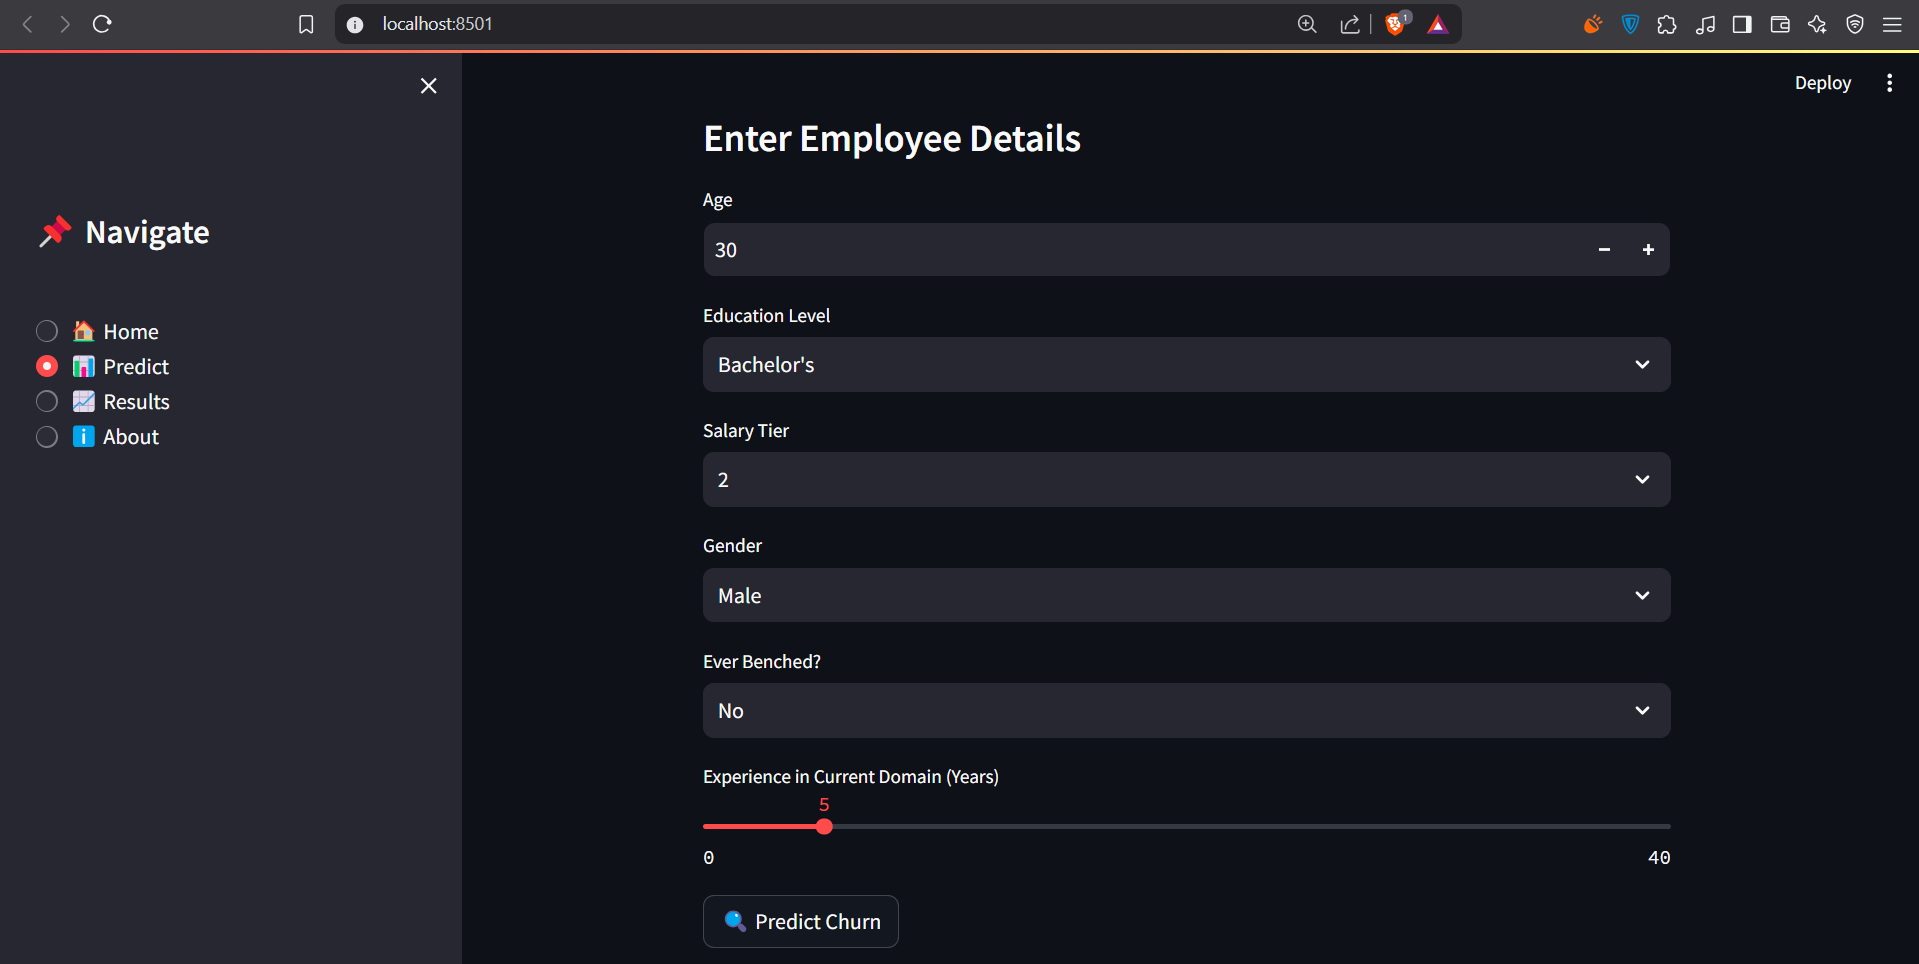 localhost:8501
1
Deploy
Navigate
Home
Predict
Results
About
Enter Employee Details
Age
30
Education Level
Bachelor's
Salary Tier
2
Gender
Male
Ever Benched?
No
Experience in Current Domain (Years)
5
0 40
Predict Churn